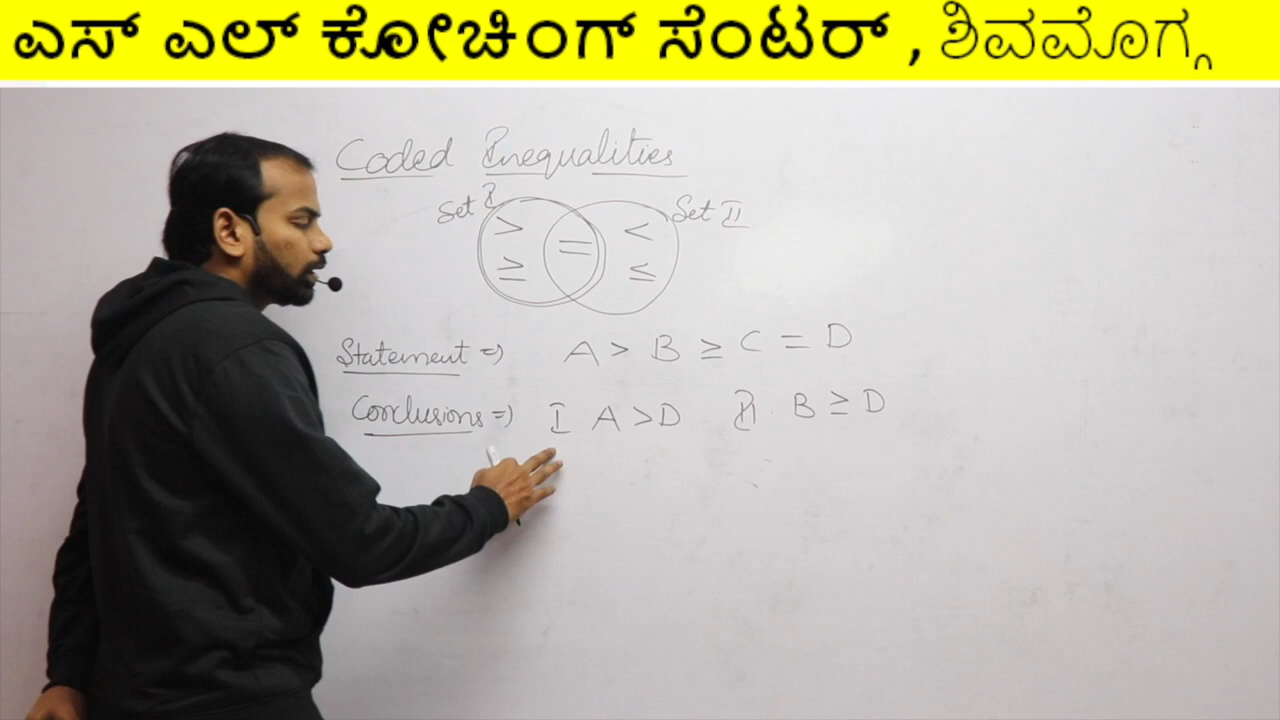 ಎಸ್ ಎಲ್ ಕೋಚಿಂಗ್ ಸೆಂಟರ್ , ಶಿವಮೊಗ್ಗ
Coded Inequalities
Set I > ≥ = < ≤ Set II
Statement ⇒) A > B ≥ C = D
Conclusions ⇒) I A > D II. B ≥ D